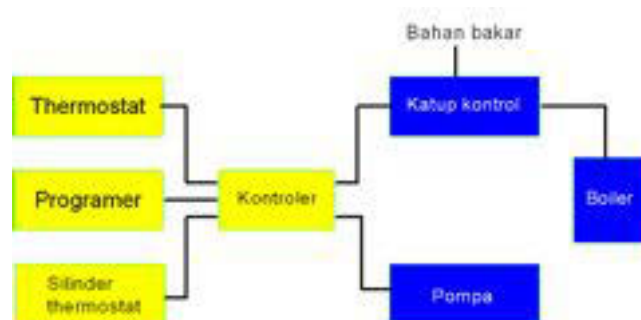 Bahan bakar
Thermostat
Katup kontrol
Programer
Kontroler
Boiler
Silinder
thermostat
Pompa